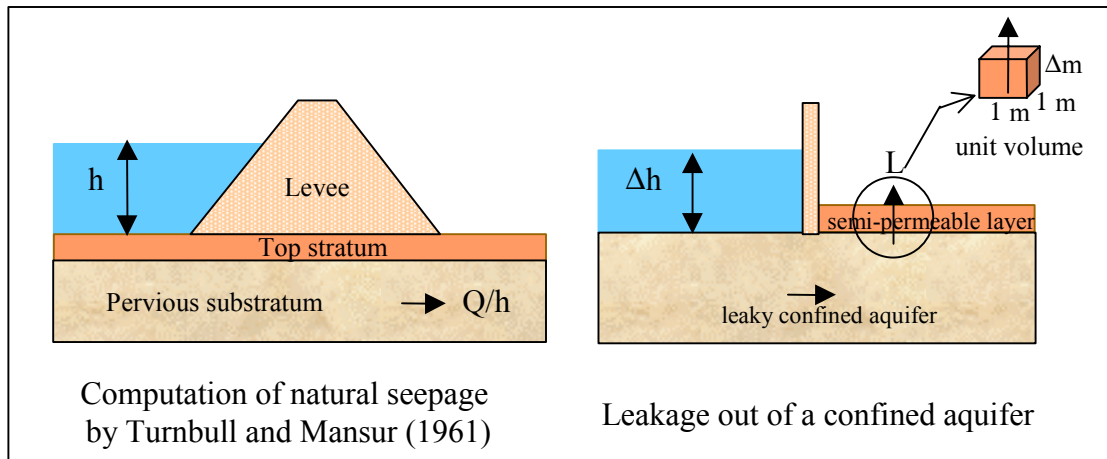 h
Levee
Top stratum
Pervious substratum
Q/h
Computation of natural seepage
by Turnbull and Mansur (1961)
Δm
1 m
1 m
unit volume
L
Δh
semi-permeable layer
leaky confined aquifer
Leakage out of a confined aquifer